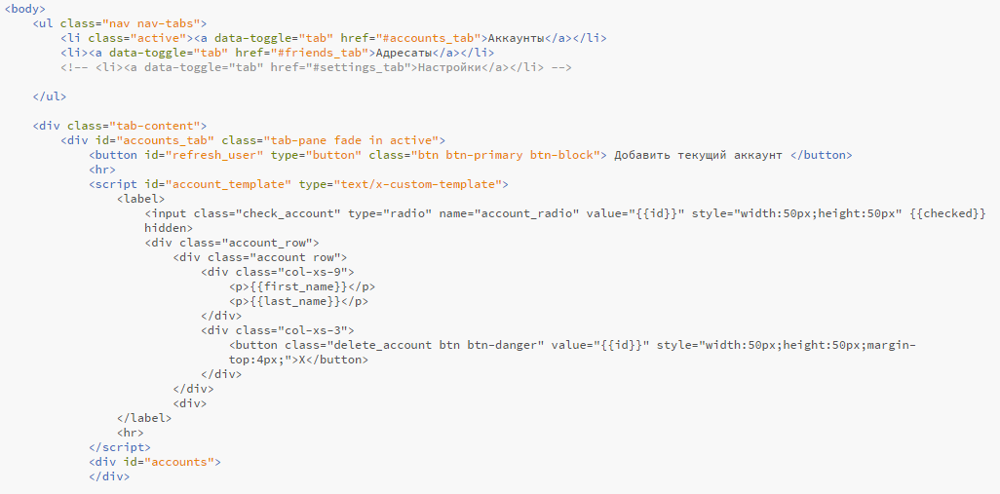 <body>
    <ul class="nav nav-tabs">
        <li class="active"><a data-toggle="tab" href="#accounts_tab">Аккаунты</a></li>
        <li><a data-toggle="tab" href="#friends_tab">Адресаты</a></li>
        <!-- <li><a data-toggle="tab" href="#settings_tab">Настройки</a></li> -->

    </ul>

    <div class="tab-content">
        <div id="accounts_tab" class="tab-pane fade in active">
            <button id="refresh_user" type="button" class="btn btn-primary btn-block"> Добавить текущий аккаунт </button>
            <hr>
            <script id="account_template" type="text/x-custom-template">
                <label>
                    <input class="check_account" type="radio" name="account_radio" value="{{id}}" style="width:50px;height:50px" {{checked}}
                    hidden>
                    <div class="account_row">
                        <div class="account row">
                            <div class="col-xs-9">
                                <p>{{first_name}}</p>
                                <p>{{last_name}}</p>
                            </div>
                            <div class="col-xs-3">
                                <button class="delete_account btn btn-danger" value="{{id}}" style="width:50px;height:50px;margin-
                                top:4px;">X</button>
                            </div>
                        </div>
                        <div>
                </label>
                <hr>
            </script>
            <div id="accounts">
            </div>